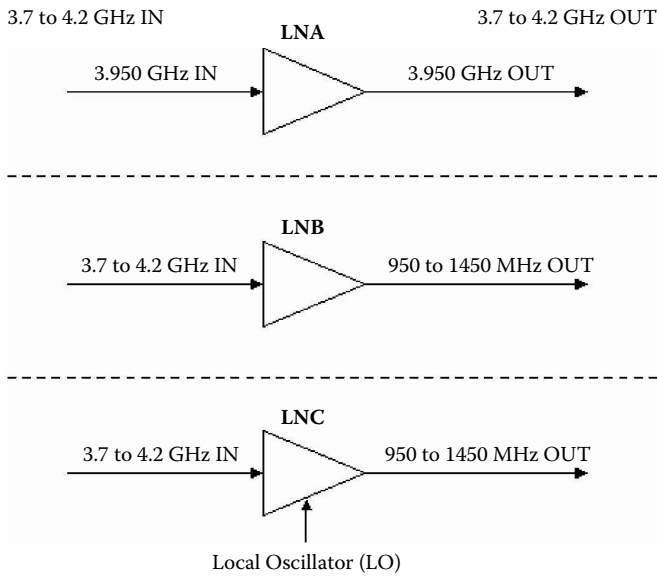 3.7 to 4.2 GHz IN
3.7 to 4.2 GHz OUT
LNA
3.950 GHz IN
3.950 GHz OUT
LNB
3.7 to 4.2 GHz IN
950 to 1450 MHz OUT
LNC
3.7 to 4.2 GHz IN
950 to 1450 MHz OUT
Local Oscillator (LO)